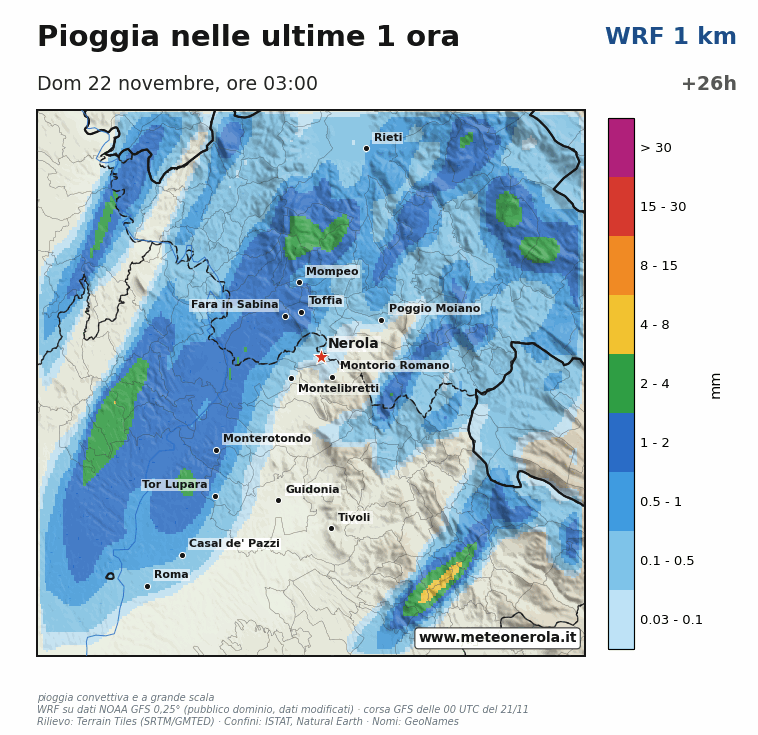 Pioggia nelle ultime 1 ora
WRF 1 km
Dom 22 novembre, ore 03:00
+26h
Rieti
Mompeo
Fara in Sabina
Toffia
Poggio Moiano
Nerola
Montorio Romano
Montelibretti
Monterotondo
Tor Lupara
Guidonia
Tivoli
Casal de' Pazzi
Roma
www.meteonerola.it
> 30
15 - 30
8 - 15
4 - 8
2 - 4
1 - 2
0.5 - 1
0.1 - 0.5
0.03 - 0.1
mm
pioggia convettiva e a grande scala
WRF su dati NOAA GFS 0,25° (pubblico dominio, dati modificati) · corsa GFS delle 00 UTC del 21/11
Rilievo: Terrain Tiles (SRTM/GMTED) · Confini: ISTAT, Natural Earth · Nomi: GeoNames